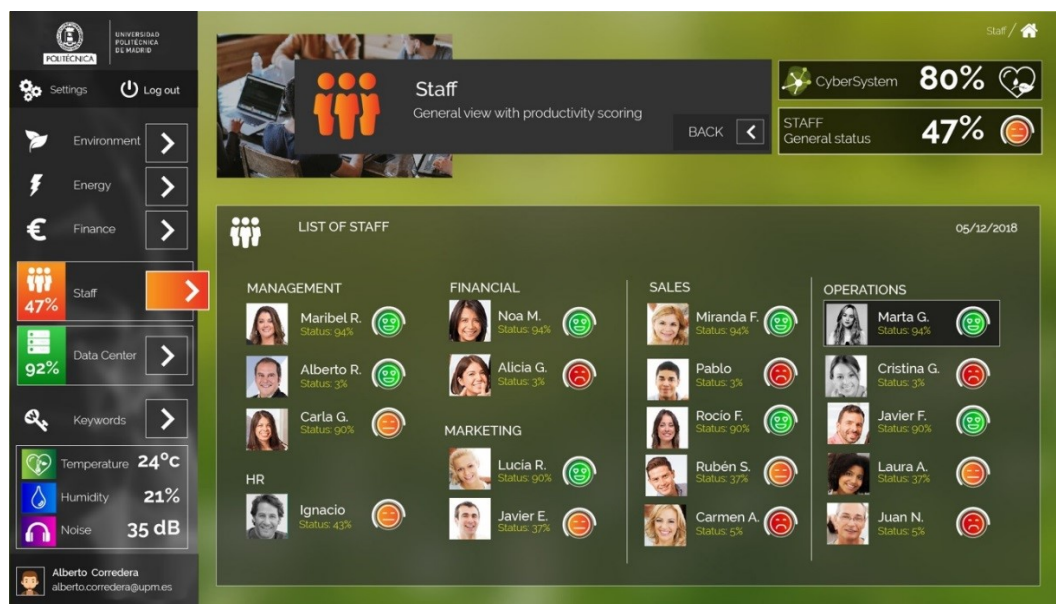 UNIVERSIDAD
POLITÉCNICA
DE MADRID
POLITÉCNICA
Settings
Log out
Environment
Energy
Finance
Staff
47%
Data Center
92%
Keywords
Temperature 24ºc
Humidity 21%
Noise 35 dB
Alberto Corredera
alberto.corredera@upm.es
Staff /
Staff
General view with productivity scoring
BACK
CyberSystem 80%
STAFF
General status
47%
LIST OF STAFF
05/12/2018
MANAGEMENT
Maribel R.
Status: 94%
Alberto R.
Status: 3%
Carla G.
Status: 90%
HR
Ignacio
Status: 43%
FINANCIAL
Noa M.
Status: 94%
Alicia G.
Status: 3%
MARKETING
Lucía R.
Status: 90%
Javier E.
Status: 37%
SALES
Miranda F.
Status: 94%
Pablo
Status: 3%
Rocio F.
Status: 90%
Rubén S.
Status: 37%
Carmen A.
Status: 5%
OPERATIONS
Marta G.
Status: 94%
Cristina G.
Status: 3%
Javier F.
Status: 90%
Laura A.
Status: 37%
Juan N.
Status: 5%